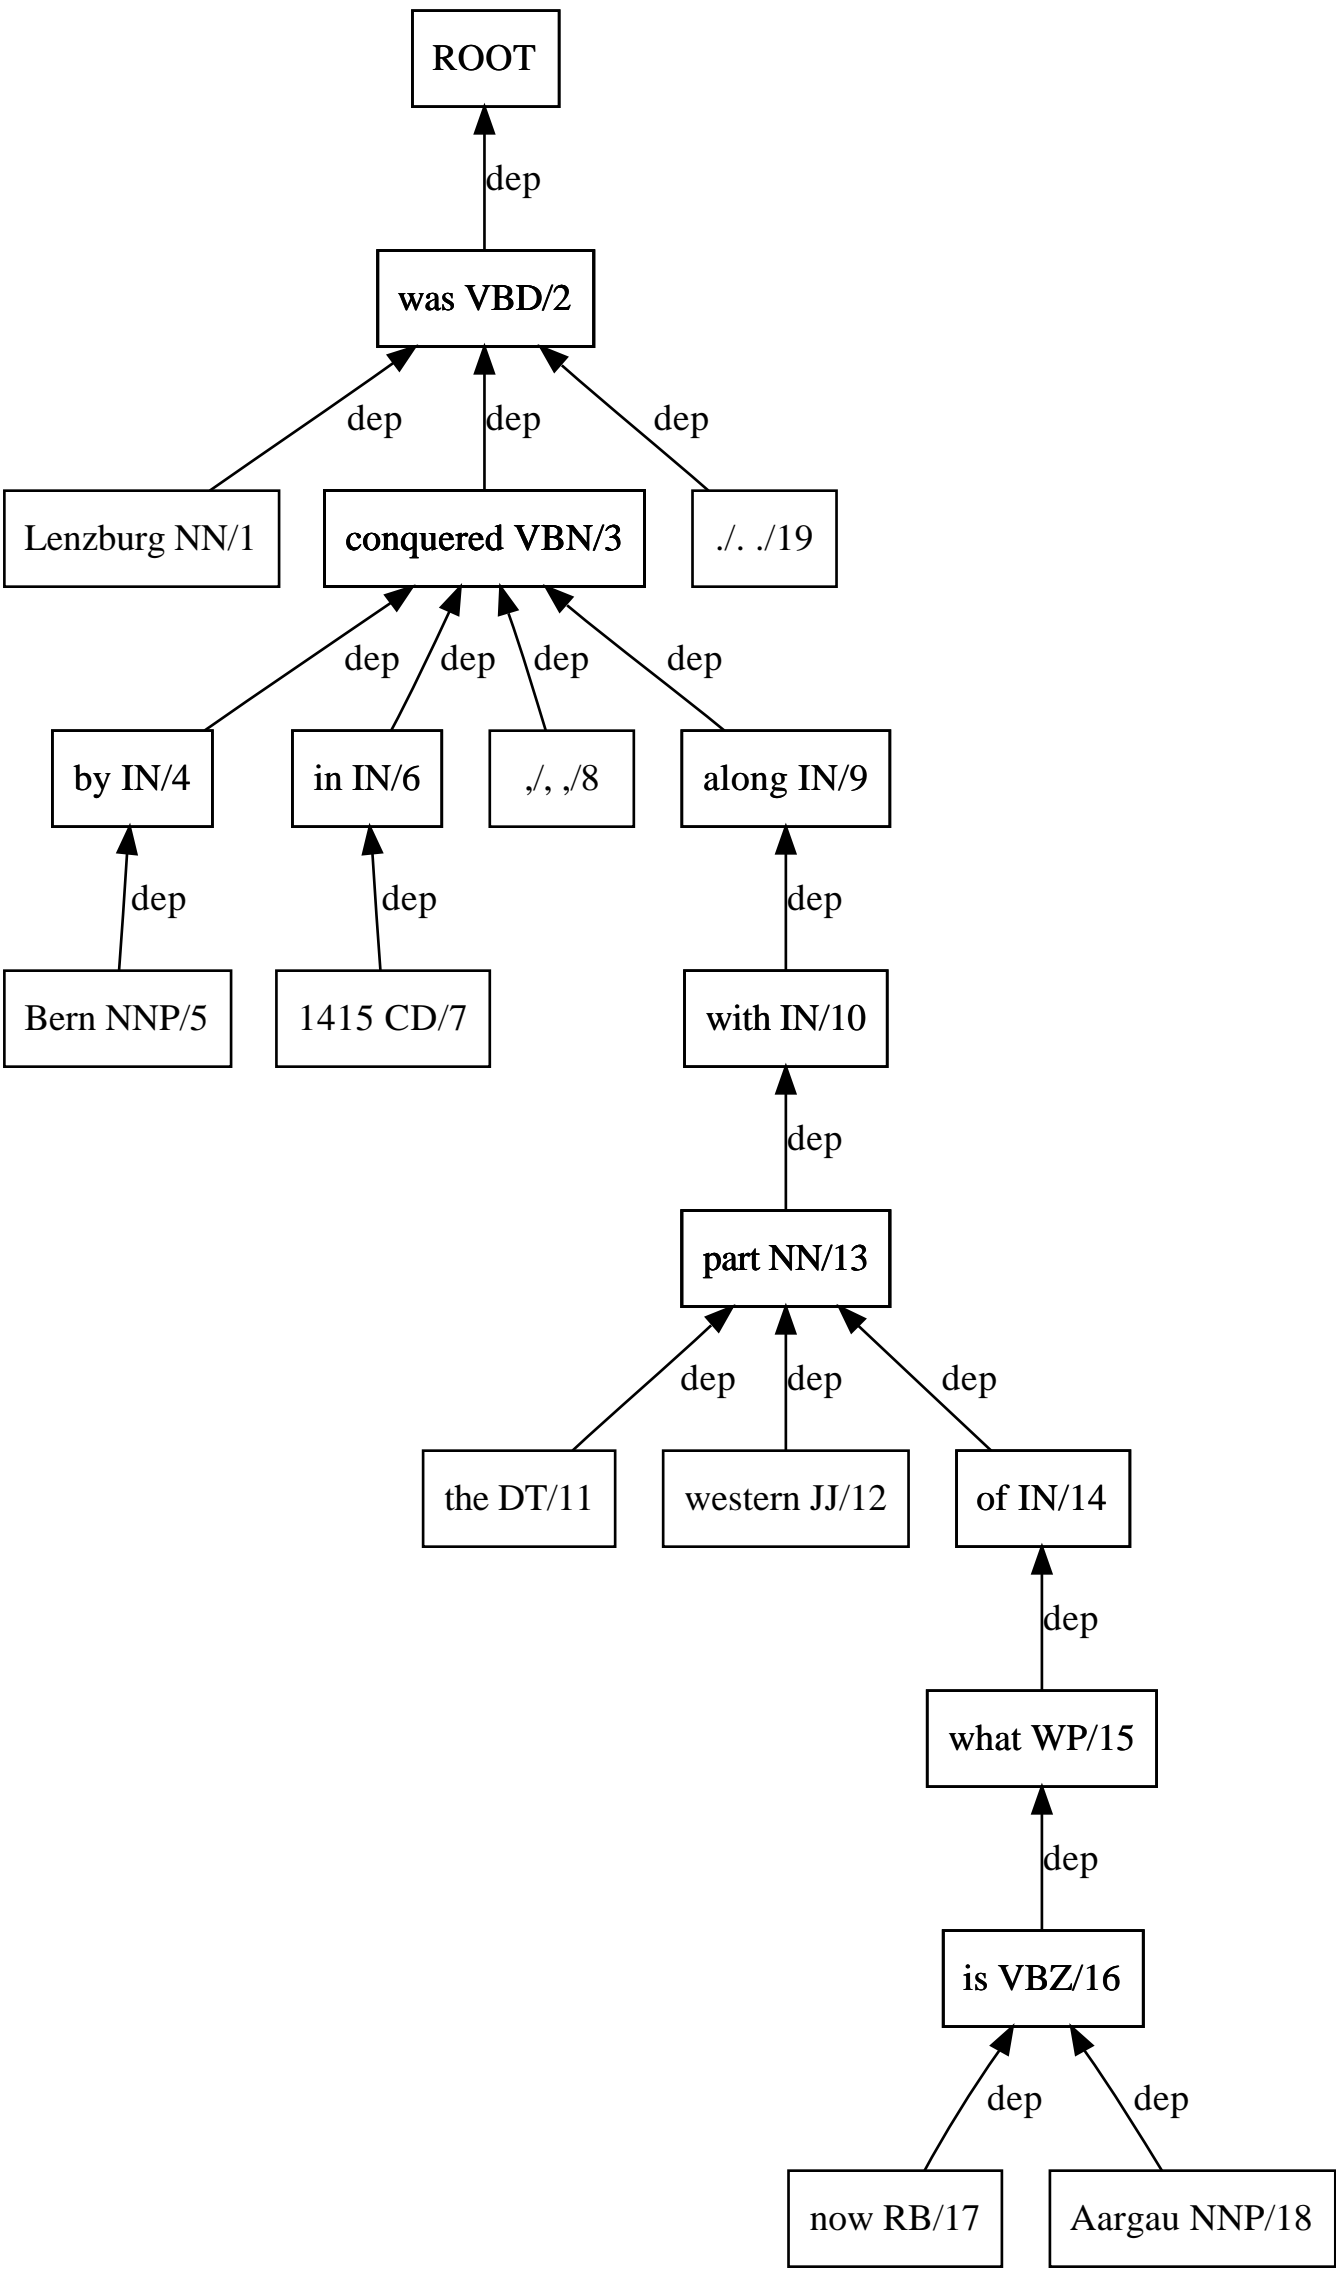 ROOT
dep
was VBD/2
dep dep dep
Lenzburg NN/1 conquered VBN/3 ./. ./19
dep dep dep dep
by IN/4 in IN/6 ,/, ,/8 along IN/9
dep dep dep
Bern NNP/5 1415 CD/7 with IN/10
dep
part NN/13
dep dep dep
the DT/11 western JJ/12 of IN/14
dep
what WP/15
dep
is VBZ/16
dep dep
now RB/17 Aargau NNP/18